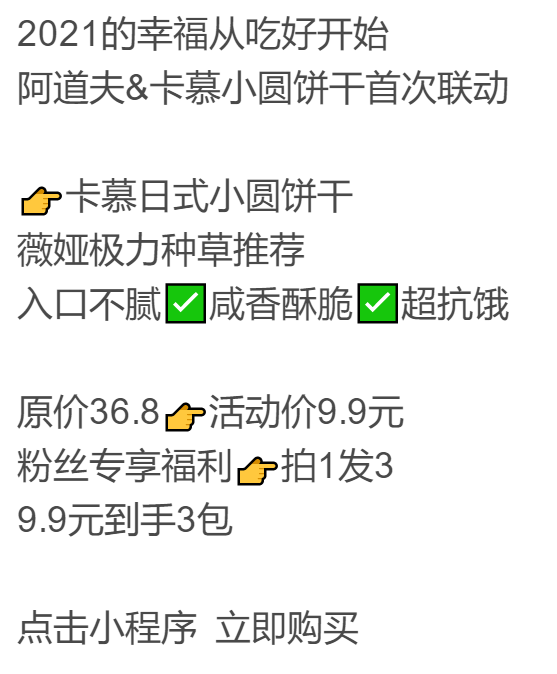 2021的幸福从吃好开始
阿道夫&卡慕小圆饼干首次联动
👉卡慕日式小圆饼干
薇娅极力种草推荐
入口不腻✅咸香酥脆✅超抗饿
原价36.8👉活动价9.9元
粉丝专享福利👉拍1发3
9.9元到手3包
点击小程序 立即购买